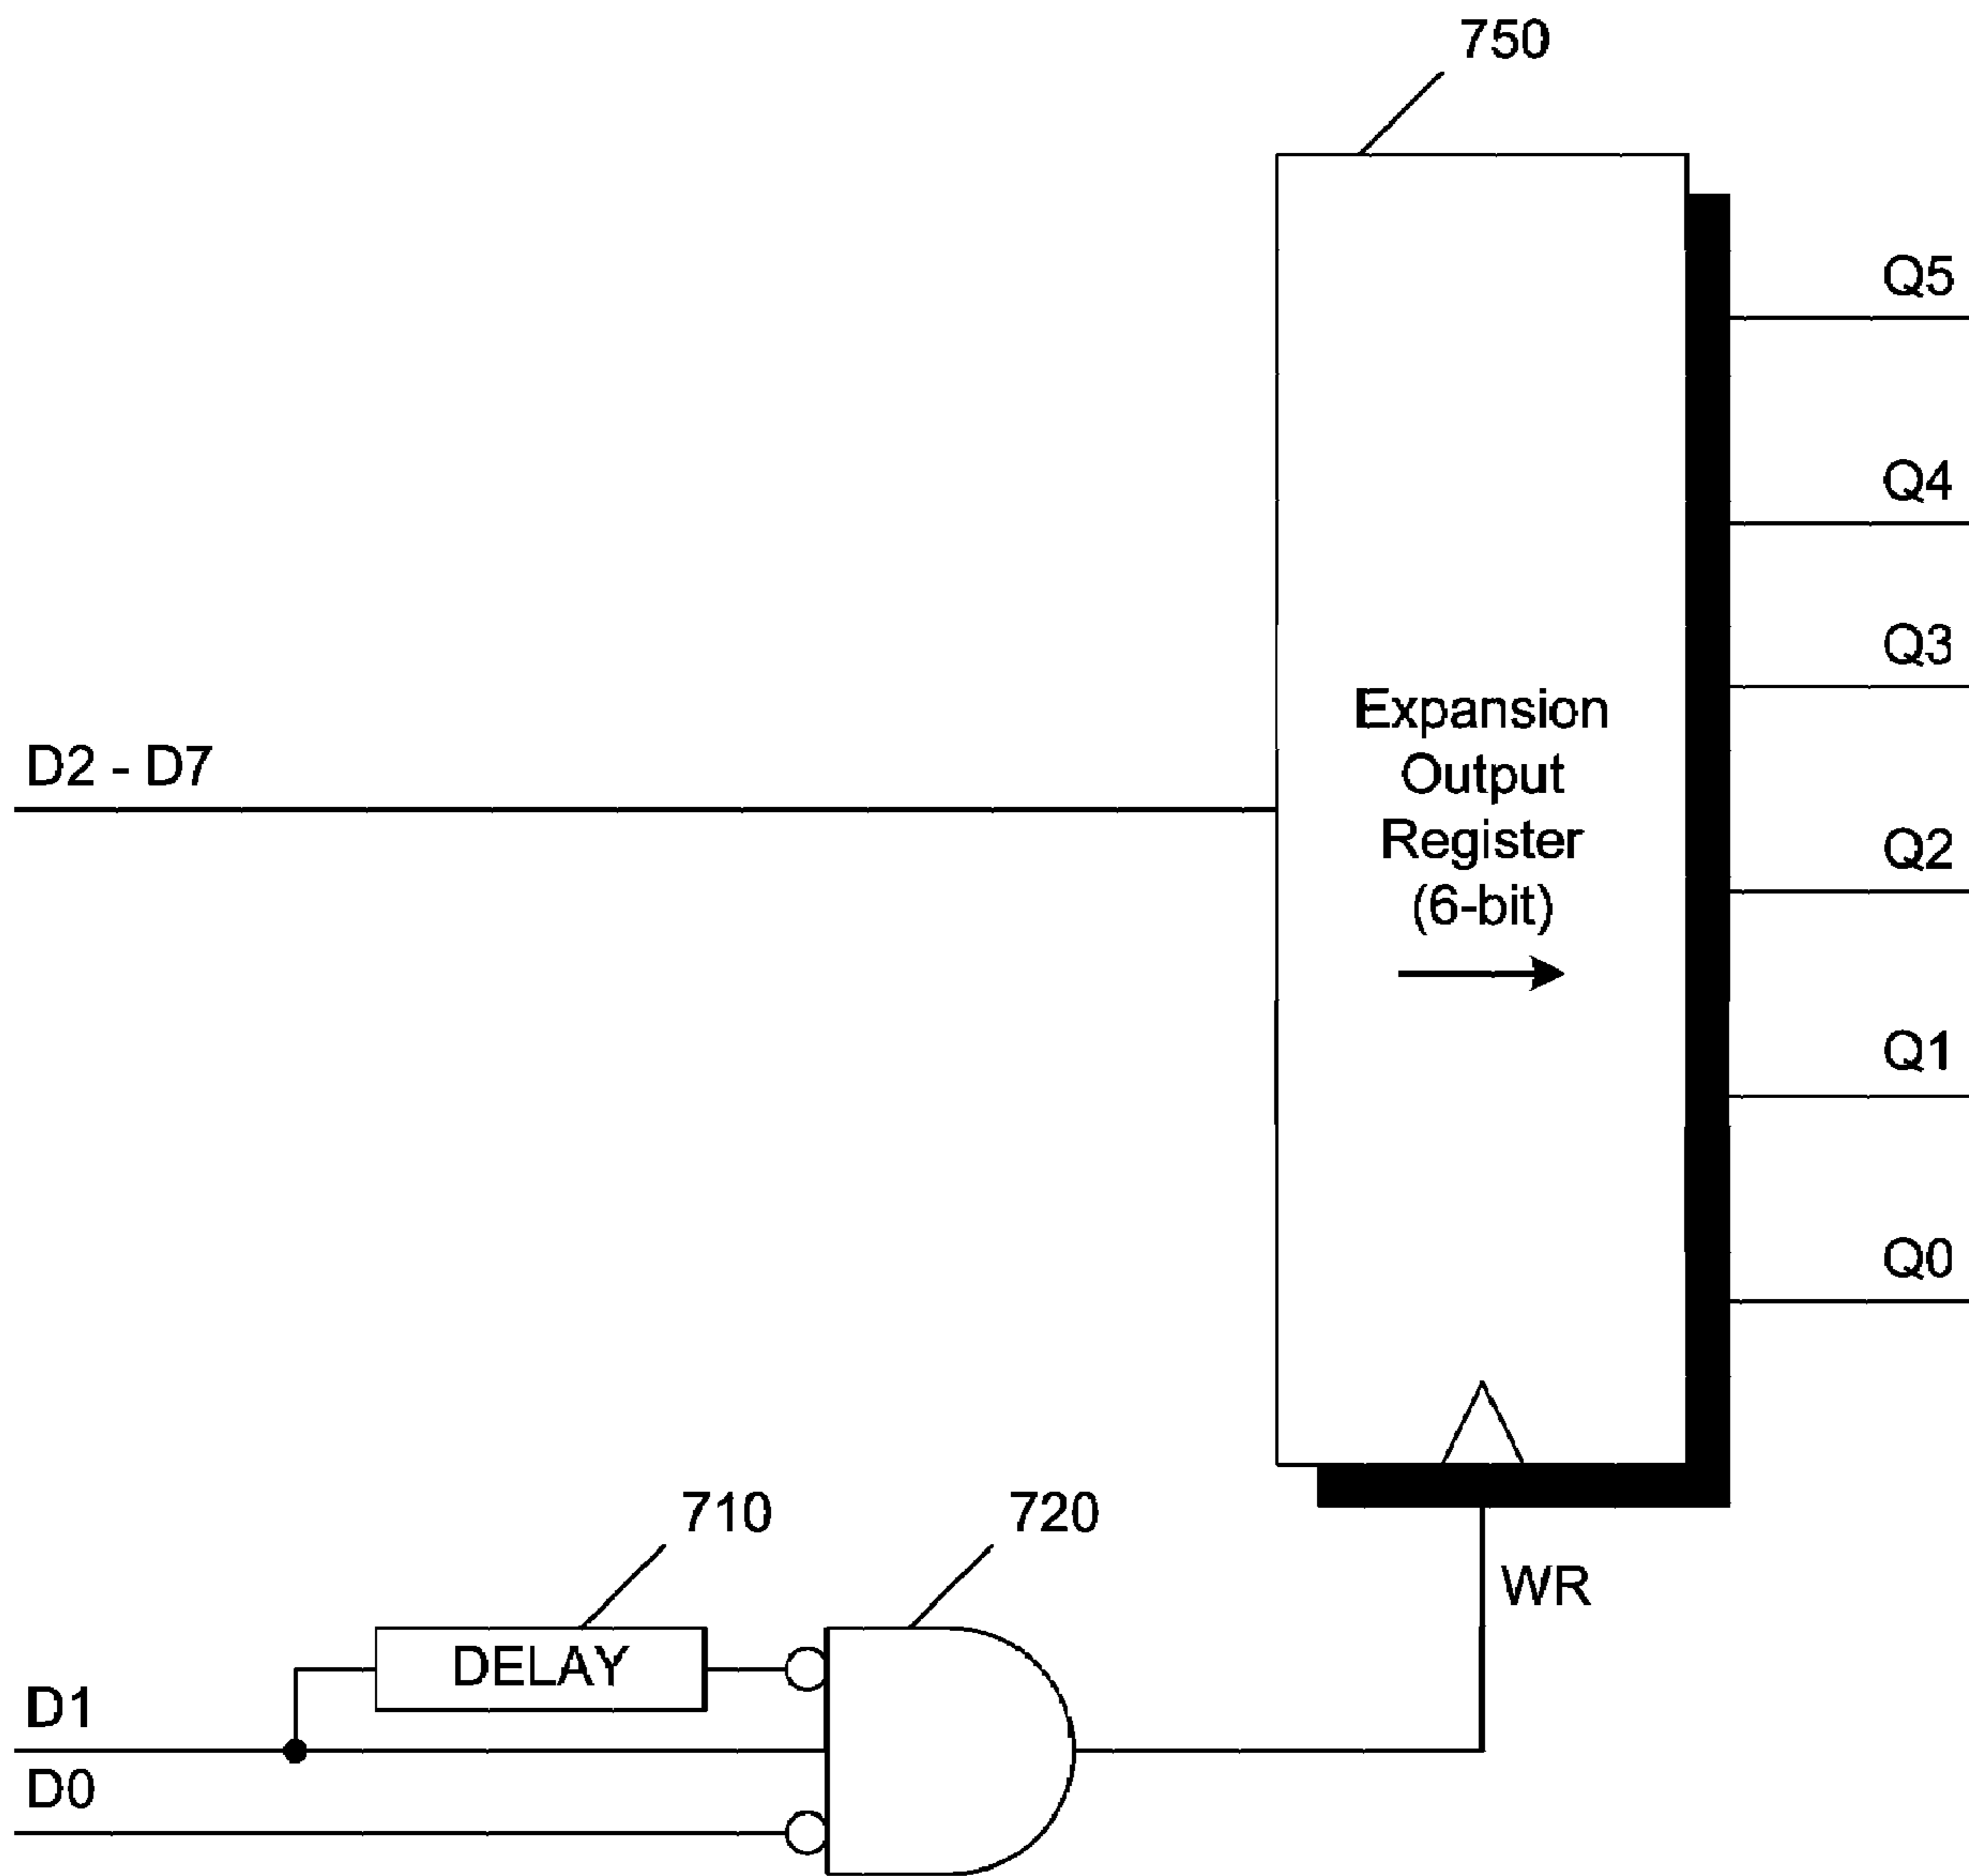 750
Q5
Q4
Q3
Expansion
Output
Register
(6-bit)
D2 - D7
Q2
Q1
Q0
710
720
WR
DELAY
D1
D0